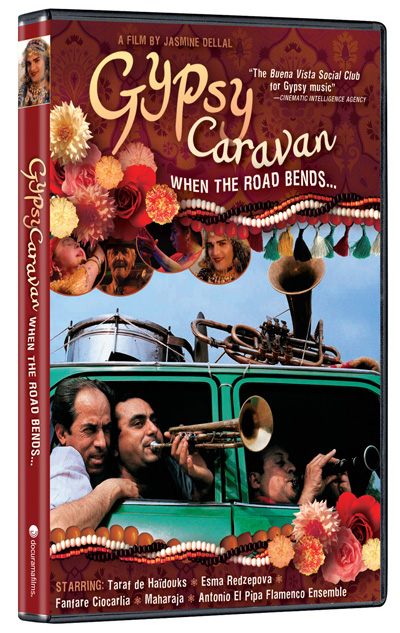 A FILM BY JASMINE DELLAL
Gypsy
Caravan
WHEN THE ROAD BENDS...
"The Buena Vista Social Club
for Gypsy music"
—CINEMATIC INTELLIGENCE AGENCY
STARRING: Taraf de Haïdouks ✻ Esma Redzepova ✻
Fanfare Ciocarlia ✻ Maharaja ✻ Antonio El Pipa Flamenco Ensemble
Gypsy Caravan WHEN THE ROAD BENDS...
docuramafilms.